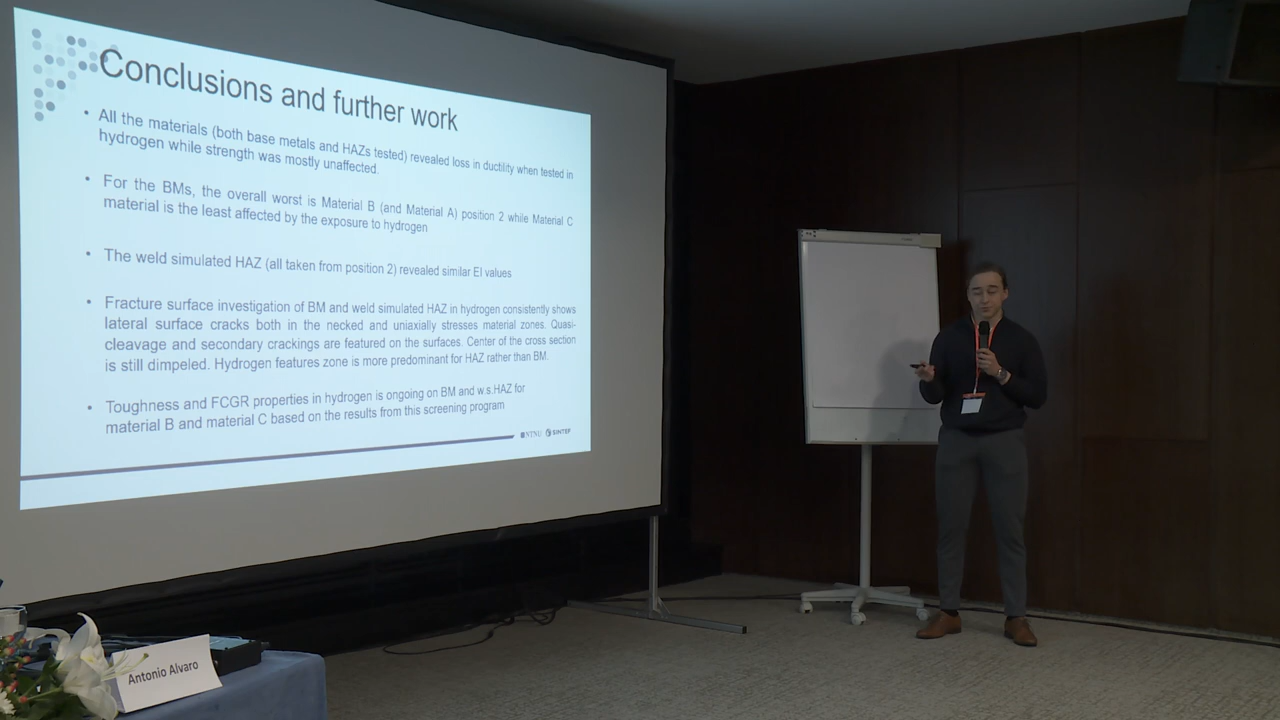 Conclusions and further work
• All the materials (both base metals and HAZs tested) revealed loss in ductility when tested in
hydrogen while strength was mostly unaffected.
• For the BMs, the overall worst is Material B (and Material A) position 2 while Material C
material is the least affected by the exposure to hydrogen
• The weld simulated HAZ (all taken from position 2) revealed similar EI values
• Fracture surface investigation of BM and weld simulated HAZ in hydrogen consistently shows
lateral surface cracks both in the necked and uniaxially stresses material zones. Quasi-
cleavage and secondary crackings are featured on the surfaces. Center of the cross section
is still dimpeled. Hydrogen features zone is more predominant for HAZ rather than BM.
• Toughness and FCGR properties in hydrogen is ongoing on BM and w.s.HAZ for
material B and material C based on the results from this screening program
NTNU SINTEF
Antonio Alvaro